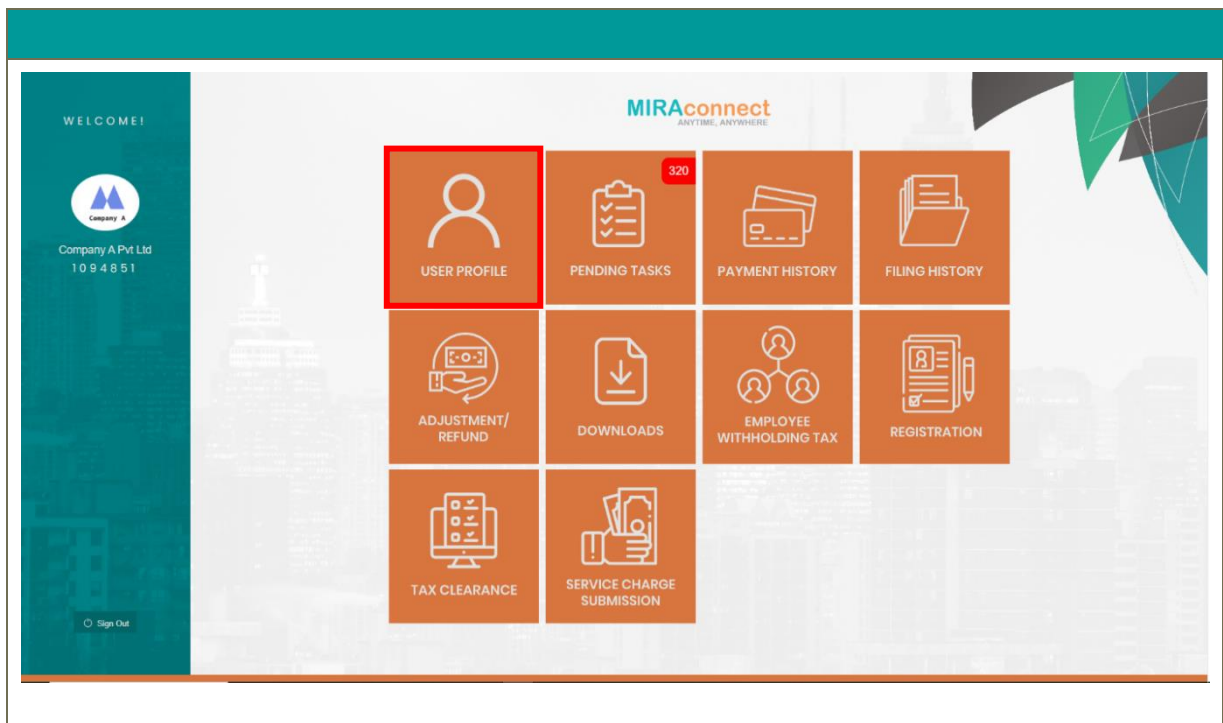 WELCOME!
Company A
Company A Pvt Ltd
1094851
Sign Out
MIRAconnect
ANYTIME, ANYWHERE
USER PROFILE
320
PENDING TASKS
PAYMENT HISTORY
FILING HISTORY
ADJUSTMENT/
REFUND
DOWNLOADS
EMPLOYEE
WITHHOLDING TAX
REGISTRATION
TAX CLEARANCE
SERVICE CHARGE
SUBMISSION